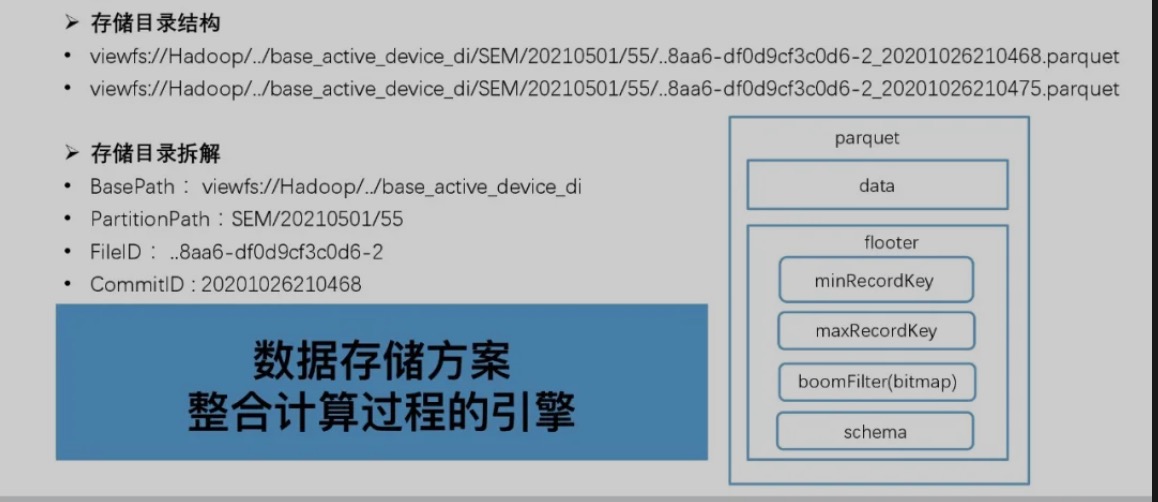 ➢ 存储目录结构
• viewfs://Hadoop/../base_active_device_di/SEM/20210501/55/..8aa6-df0d9cf3c0d6-2_20201026210468.parquet
• viewfs://Hadoop/../base_active_device_di/SEM/20210501/55/..8aa6-df0d9cf3c0d6-2_20201026210475.parquet
➢ 存储目录拆解
• BasePath： viewfs://Hadoop/../base_active_device_di
• PartitionPath：SEM/20210501/55
• FileID： ..8aa6-df0d9cf3c0d6-2
• CommitID : 20201026210468
数据存储方案
整合计算过程的引擎
parquet
data
flooter
minRecordKey
maxRecordKey
boomFilter(bitmap)
schema